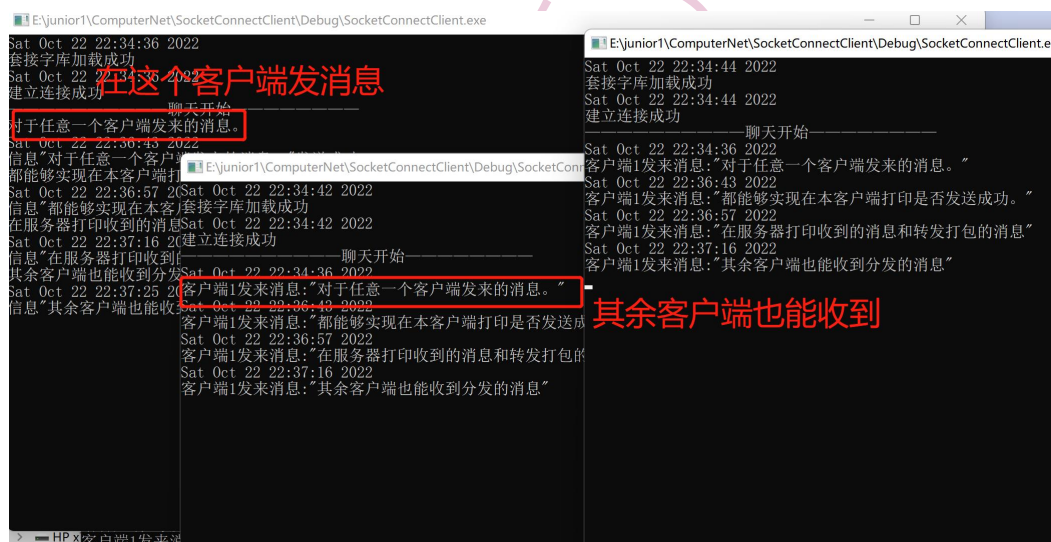 E:\junior1\ComputerNet\SocketConnectClient\Debug\SocketConnectClient.exe
Sat Oct 22 22:34:36 2022
套接字库加载成功
Sat Oct 22 22:34:36 2022
建立连接成功
————————————聊天开始————————————
对于任意一个客户端发来的消息。
Sat Oct 22 22:36:43 2022
信息"对于任意一个客户
都能够实现在本客户端打
Sat Oct 22 22:36:57 20
信息"都能够实现在本客
在服务器打印收到的消息
Sat Oct 22 22:37:16 20
信息"在服务器打印收到
其余客户端也能收到分发
Sat Oct 22 22:37:25 20
信息"其余客户端也能收
在这个客户端发消息
E:\junior1\ComputerNet\SocketConnectClient\Debug\SocketConn
Sat Oct 22 22:34:42 2022
套接字库加载成功
Sat Oct 22 22:34:42 2022
建立连接成功
————————————聊天开始————————————
Sat Oct 22 22:34:36 2022
客户端1发来消息:"对于任意一个客户端发来的消息。"
Sat Oct 22 22:36:43 2022
客户端1发来消息:"都能够实现在本客户端打印是否发送成
Sat Oct 22 22:36:57 2022
客户端1发来消息:"在服务器打印收到的消息和转发打包的
Sat Oct 22 22:37:16 2022
客户端1发来消息:"其余客户端也能收到分发的消息"
E:\junior1\ComputerNet\SocketConnectClient\Debug\SocketConnectClient.e
Sat Oct 22 22:34:44 2022
套接字库加载成功
Sat Oct 22 22:34:44 2022
建立连接成功
————————————聊天开始————————————
Sat Oct 22 22:34:36 2022
客户端1发来消息:"对于任意一个客户端发来的消息。"
Sat Oct 22 22:36:43 2022
客户端1发来消息:"都能够实现在本客户端打印是否发送成功。"
Sat Oct 22 22:36:57 2022
客户端1发来消息:"在服务器打印收到的消息和转发打包的消息"
Sat Oct 22 22:37:16 2022
客户端1发来消息:"其余客户端也能收到分发的消息"
其余客户端也能收到
HP